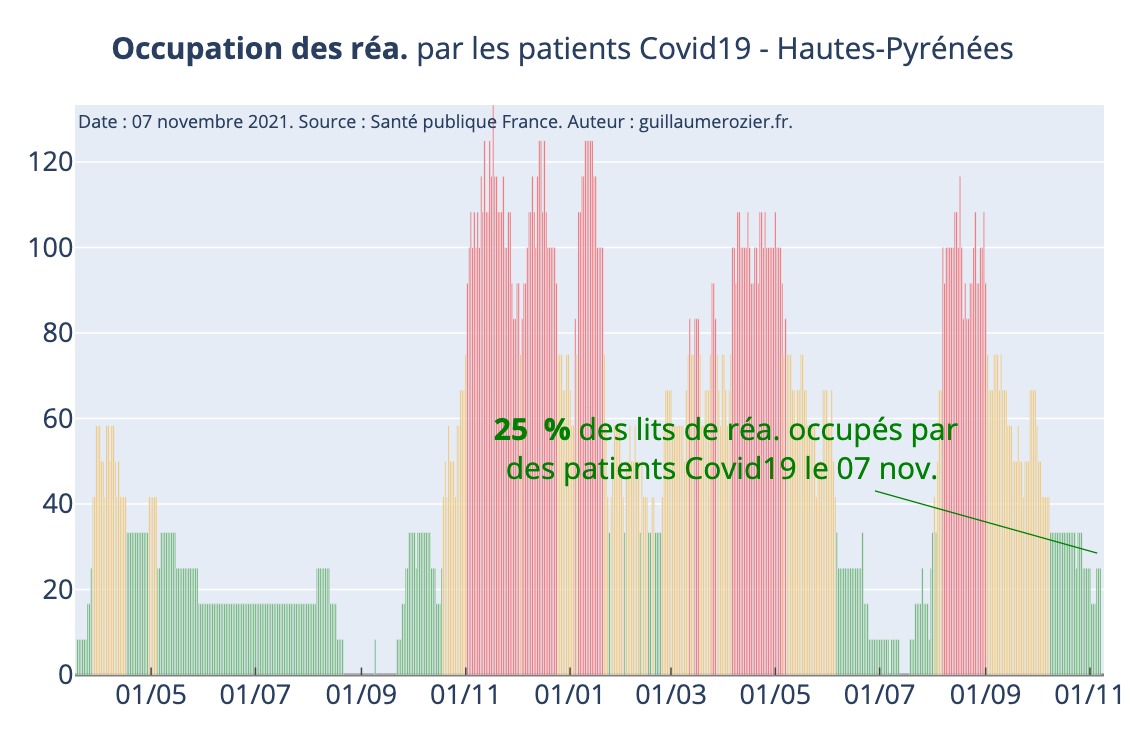 Occupation des réa. par les patients Covid19 - Hautes-Pyrénées
Date : 07 novembre 2021. Source : Santé publique France. Auteur : guillaumerozier.fr.
120
100
80
60
25 % des lits de réa. occupés par
des patients Covid19 le 07 nov.
40
20
0
01/05 01/07 01/09 01/11 01/01 01/03 01/05 01/07 01/09 01/11